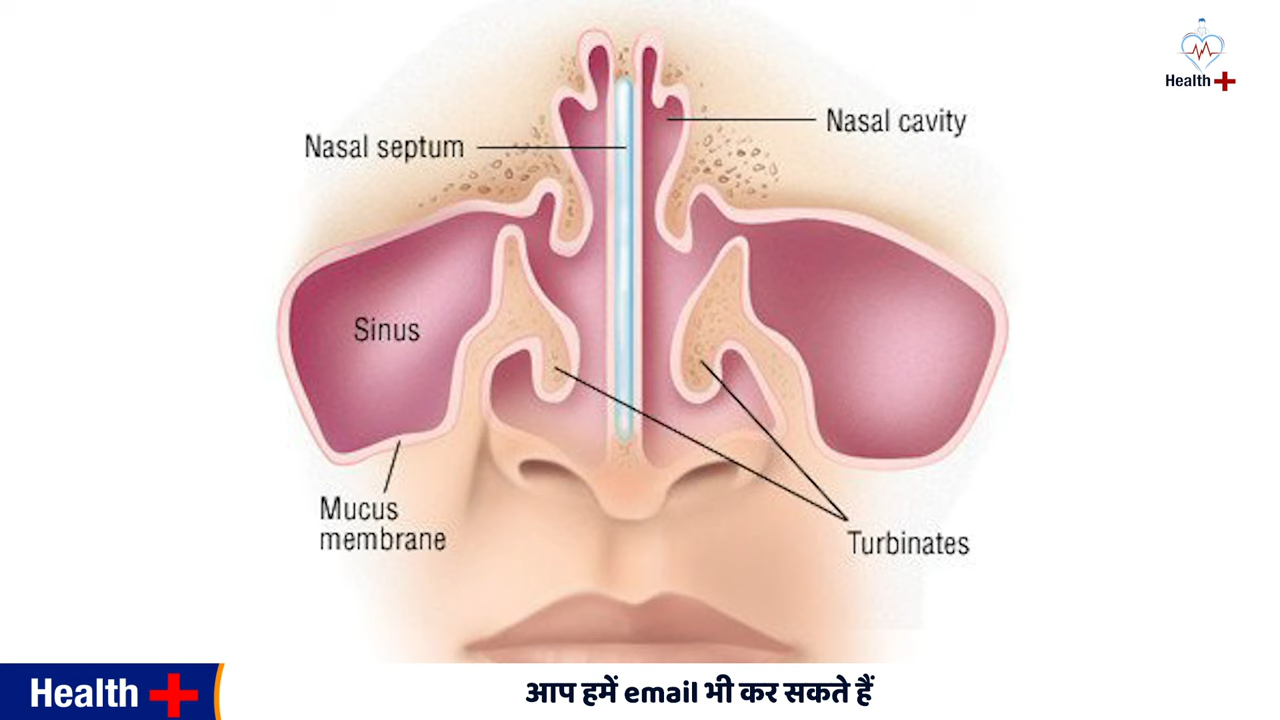 Health
Nasal cavity
Nasal septum
Sinus
Mucus
membrane
Turbinates
Health
आप हमें email भी कर सकते हैं